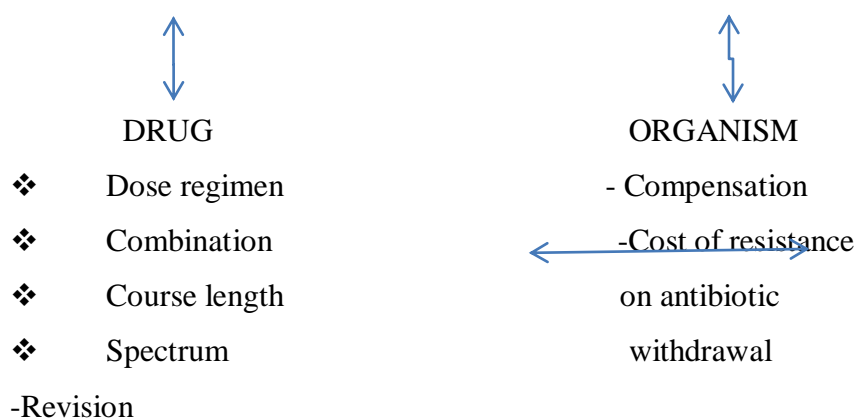 DRUG ORGANISM
❖ Dose regimen - Compensation
❖ Combination -Cost of resistance
❖ Course length on antibiotic
❖ Spectrum withdrawal
-Revision